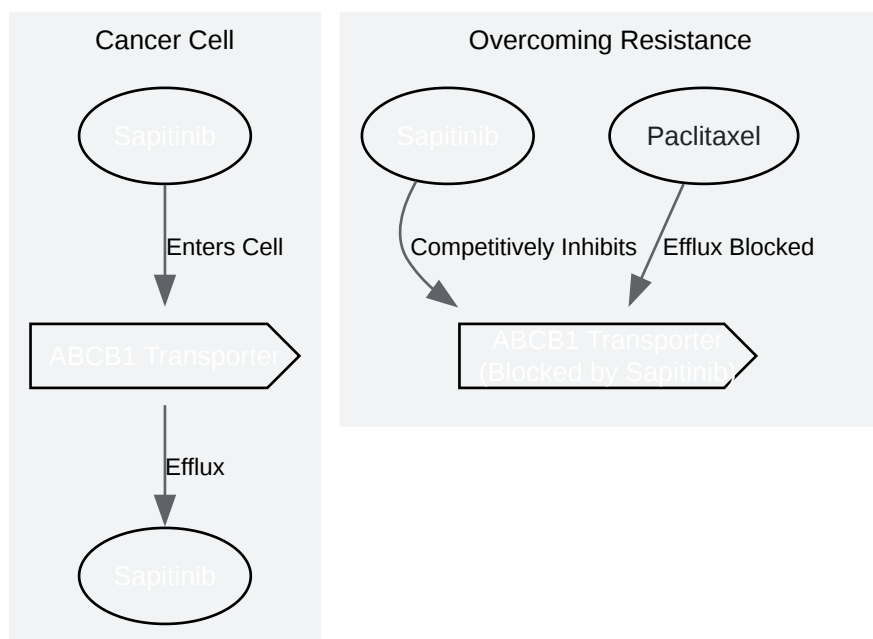 Cancer Cell
Sapitinib
Enters Cell
ABCB1 Transporter
Efflux
Sapitinib
Overcoming Resistance
Sapitinib
Paclitaxel
Competitively Inhibits
Efflux Blocked
ABCB1 Transporter
(Blocked by Sapitinib)